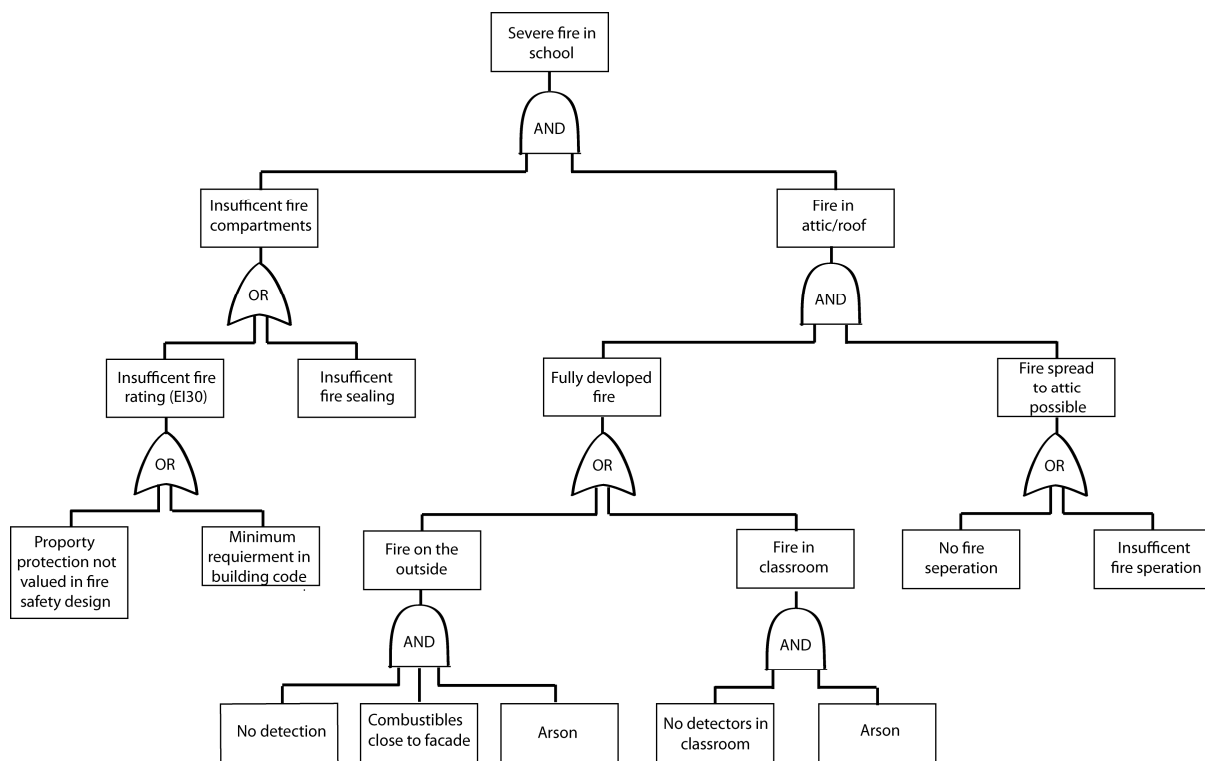 Severe fire in
school
AND
Insufficent fire
compartments
Fire in
attic/roof
OR
AND
Insufficent fire
rating (EI30)
Insufficent
fire sealing
Fully devloped
fire
Fire spread
to attic
possible
OR
OR
OR
Proporty
protection not
valued in fire
safety design
Minimum
requierment in
building code
Fire on the
outside
Fire in
classroom
No fire
seperation
Insufficent
fire speration
AND
AND
No detection
Combustibles
close to facade
Arson
No detectors in
classroom
Arson